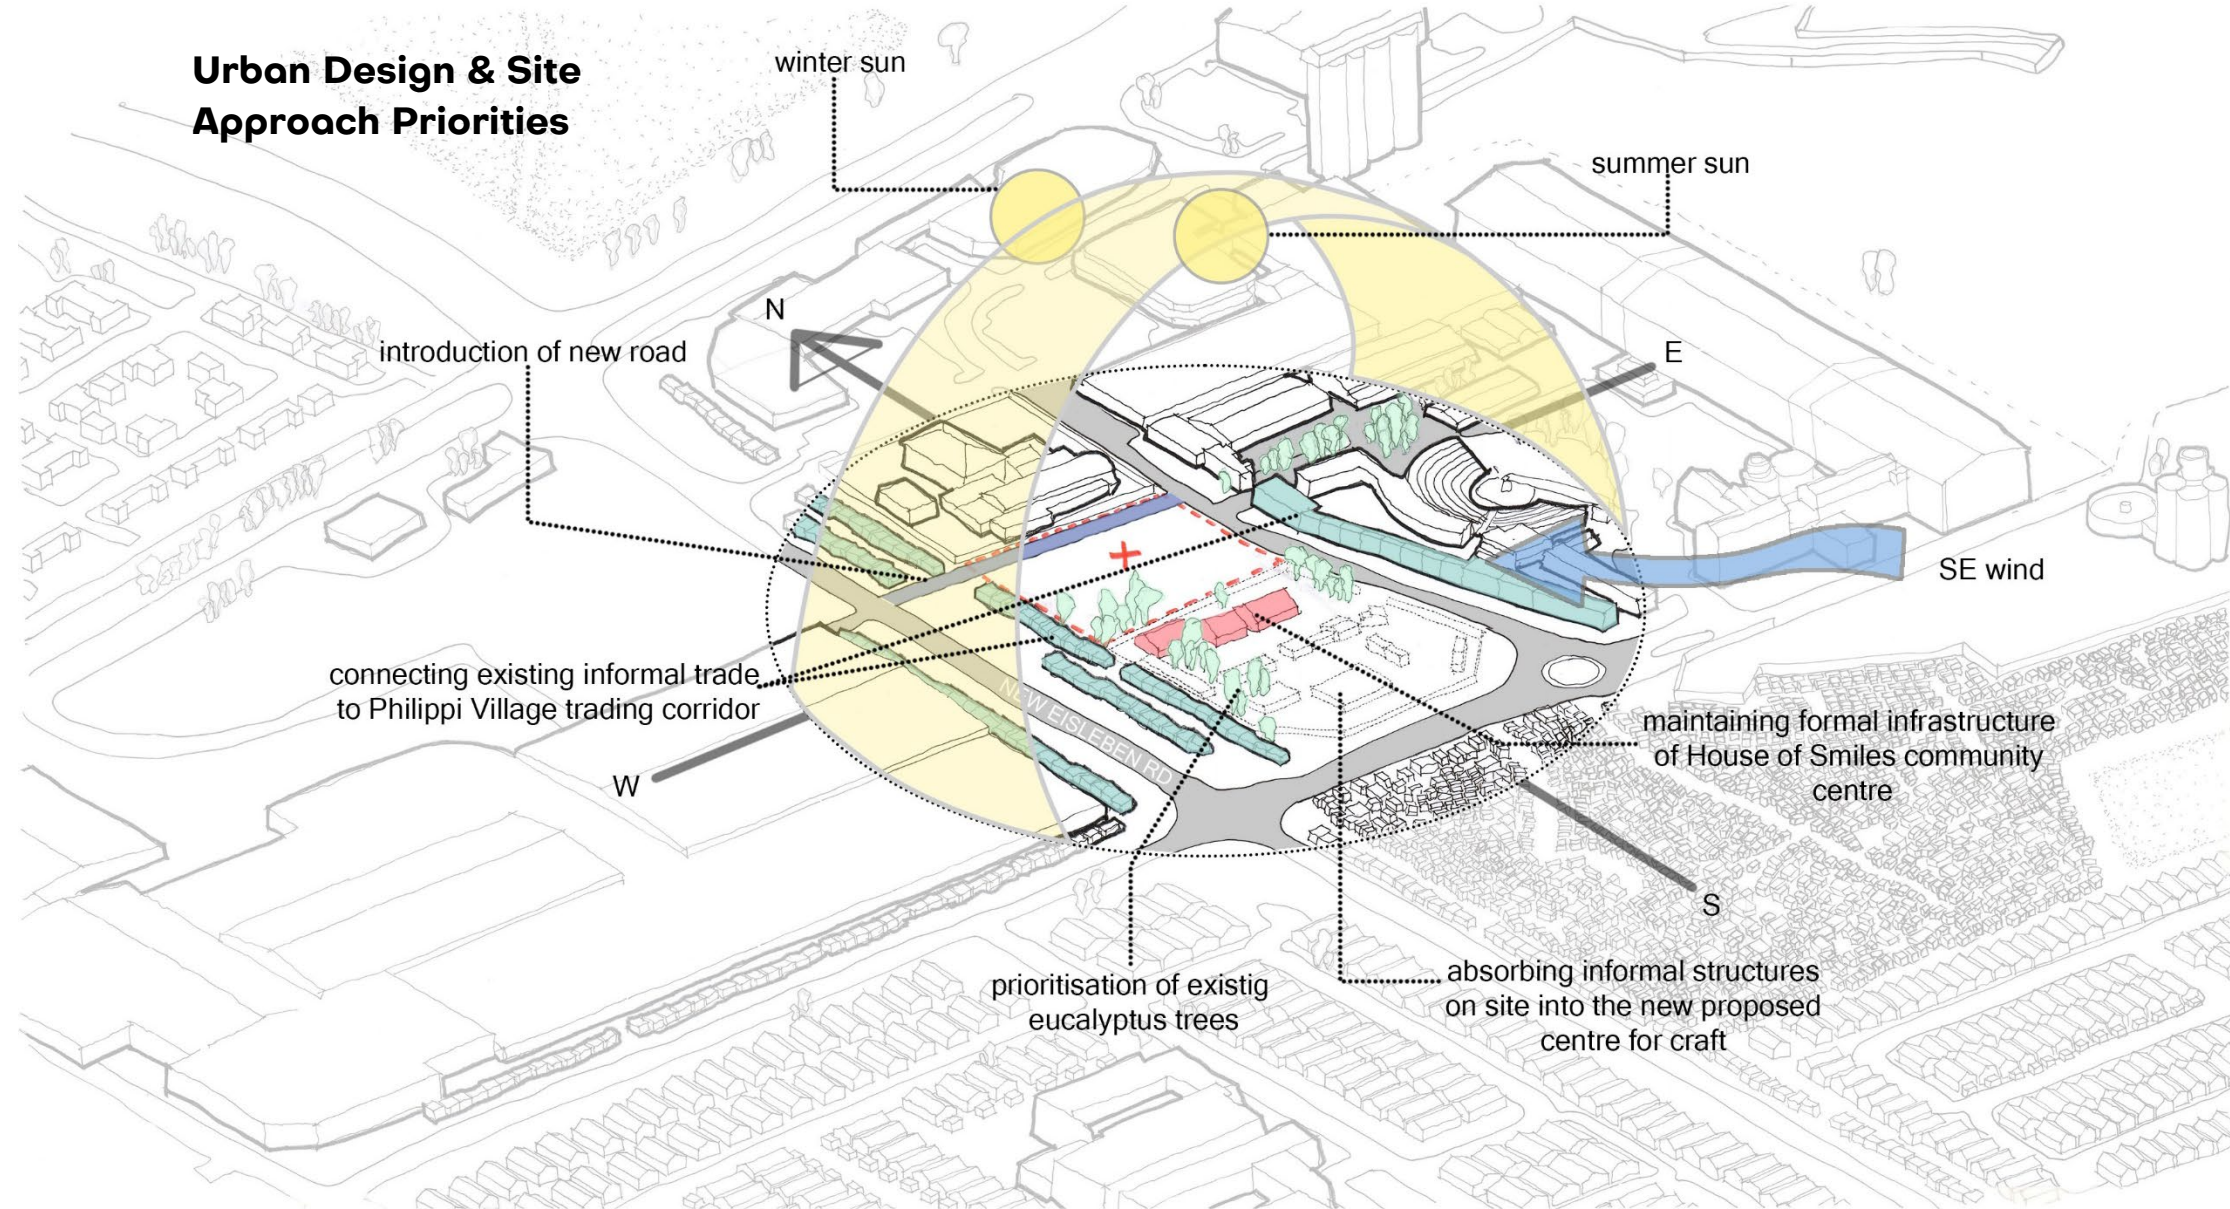 Urban Design & Site
Approach Priorities
winter sun
summer sun
N
introduction of new road
E
SE wind
connecting existing informal trade
to Philippi Village trading corridor
NEW EISLEBEN RD
W
maintaining formal infrastructure
of House of Smiles community
centre
S
prioritisation of existig
eucalyptus trees
absorbing informal structures
on site into the new proposed
centre for craft